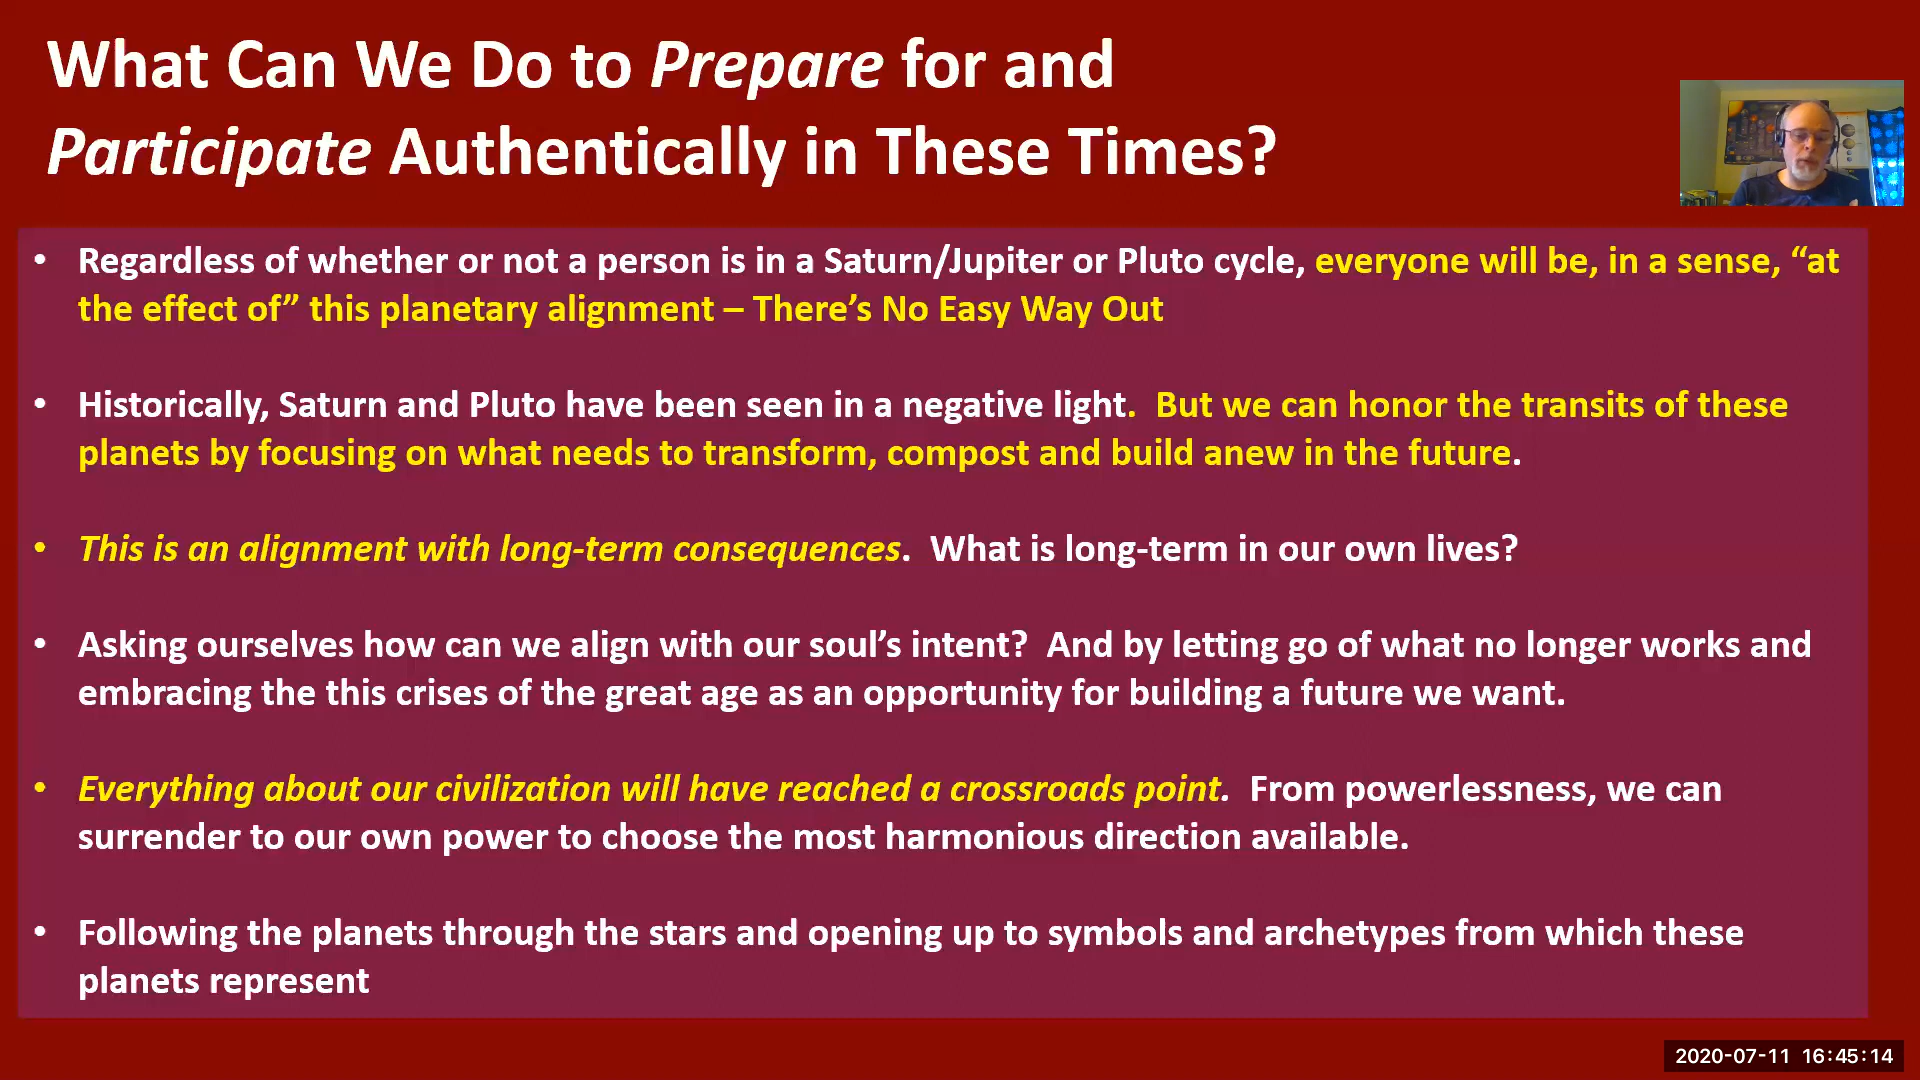 What Can We Do to Prepare for and
Participate Authentically in These Times?
• Regardless of whether or not a person is in a Saturn/Jupiter or Pluto cycle, everyone will be, in a sense, “at
the effect of” this planetary alignment – There’s No Easy Way Out
• Historically, Saturn and Pluto have been seen in a negative light.  But we can honor the transits of these
planets by focusing on what needs to transform, compost and build anew in the future.
• This is an alignment with long-term consequences.  What is long-term in our own lives?
• Asking ourselves how can we align with our soul’s intent?  And by letting go of what no longer works and
embracing the this crises of the great age as an opportunity for building a future we want.
• Everything about our civilization will have reached a crossroads point.  From powerlessness, we can
surrender to our own power to choose the most harmonious direction available.
• Following the planets through the stars and opening up to symbols and archetypes from which these
planets represent
2020-07-11 16:45:14